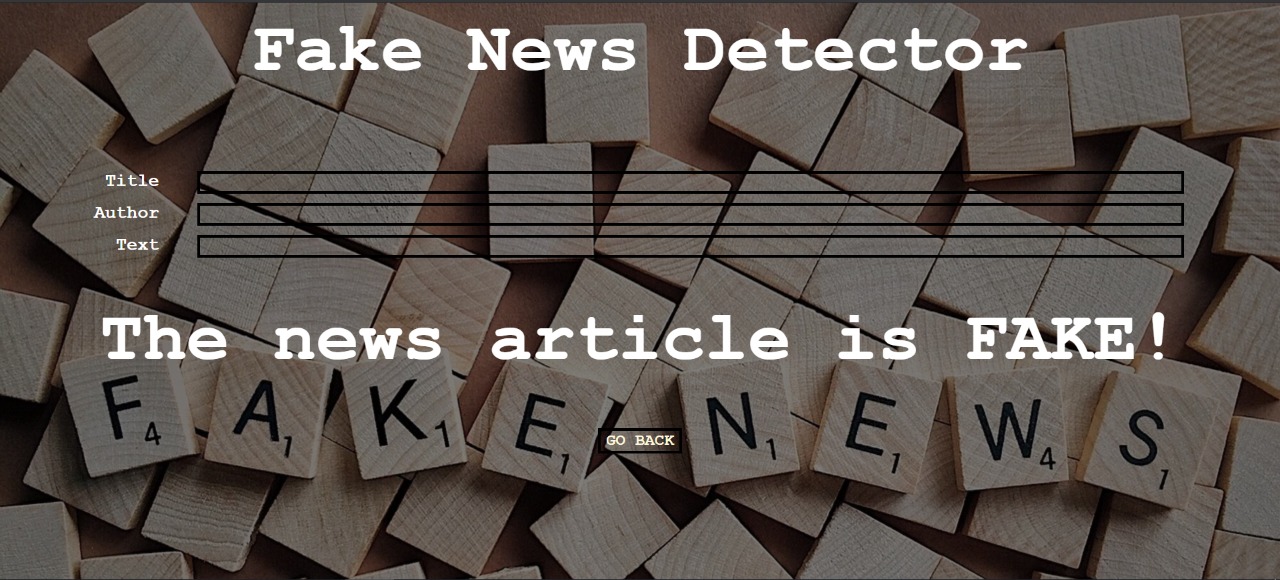 Fake News Detector
Title
Author
Text
The news article is FAKE!
F4 A1 K1 E1 N1 E1 W4 S1
GO BACK